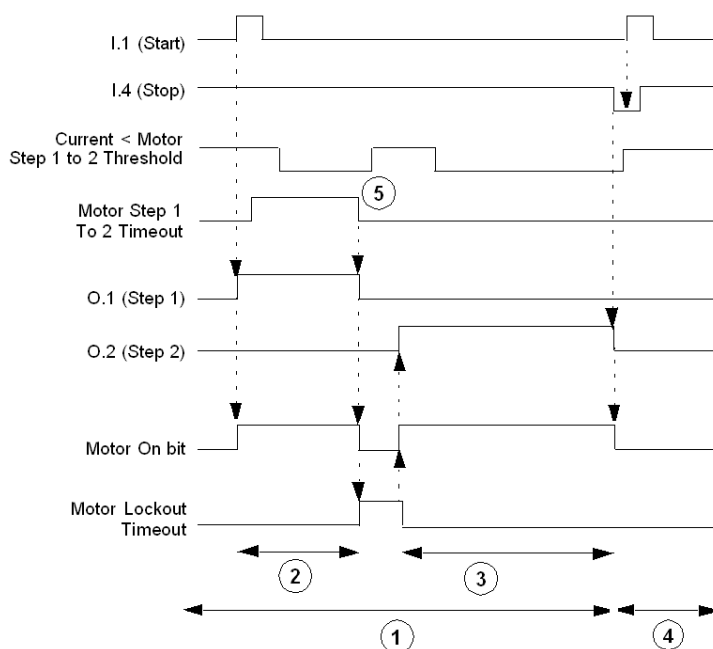 I.1 (Start)
I.4 (Stop)
Current < Motor
Step 1 to 2 Threshold
5
Motor Step 1
To 2 Timeout
O.1 (Step 1)
O.2 (Step 2)
Motor On bit
Motor Lockout
Timeout
2
3
1
4